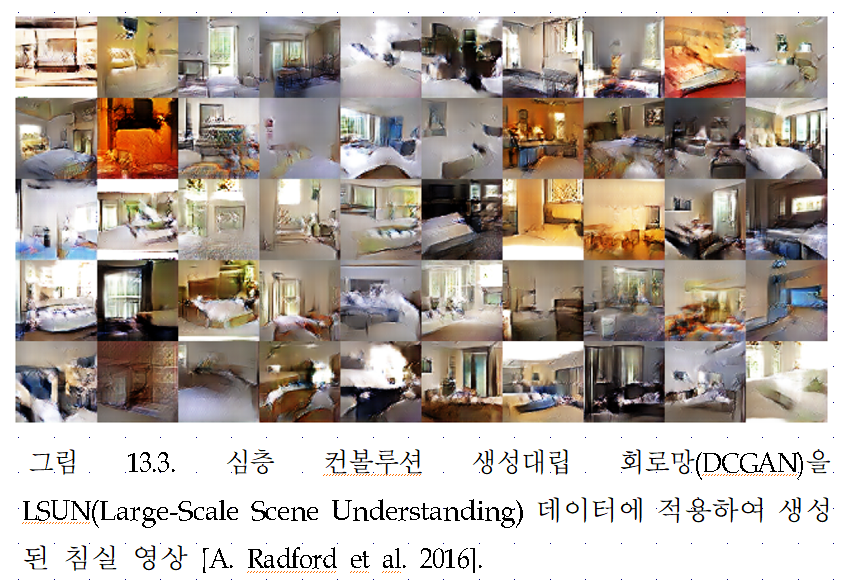 그림 13.3. 심층 컨볼루션 생성대립 회로망(DCGAN)을
LSUN(Large-Scale Scene Understanding) 데이터에 적용하여 생성
된 침실 영상 [A. Radford et al. 2016].